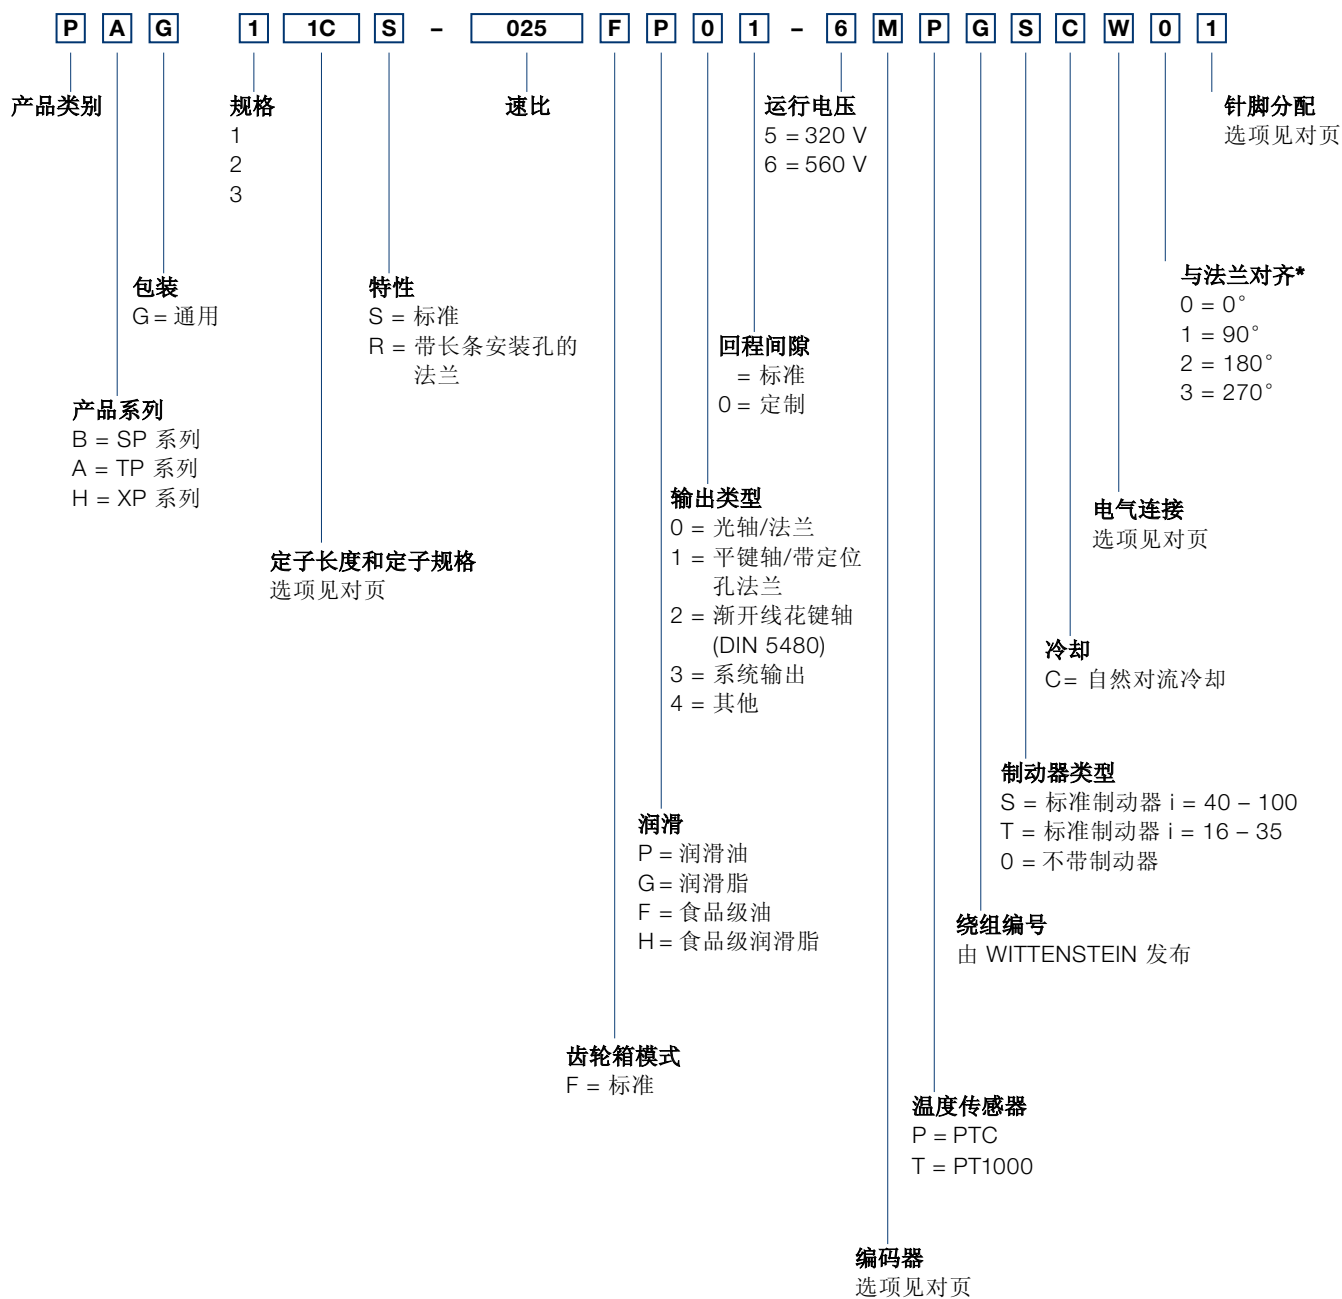 P A G 1 1C S – 025 F P 0 1 – 6 M P G S C W 0 1
产品类别
规格
1
2
3
速比
运行电压
5 = 320 V
6 = 560 V
针脚分配
选项见对页
包装
G = 通用
特性
S = 标准
R = 带长条安装孔的
法兰
与法兰对齐*
0 = 0°
1 = 90°
2 = 180°
3 = 270°
回程间隙
= 标准
0 = 定制
产品系列
B = SP 系列
A = TP 系列
H = XP 系列
输出类型
0 = 光轴/法兰
1 = 平键轴/带定位
孔法兰
2 = 渐开线花键轴
(DIN 5480)
3 = 系统输出
4 = 其他
电气连接
选项见对页
定子长度和定子规格
选项见对页
冷却
C = 自然对流冷却
制动器类型
S = 标准制动器 i = 40 – 100
T = 标准制动器 i = 16 – 35
0 = 不带制动器
润滑
P = 润滑油
G = 润滑脂
F = 食品级油
H = 食品级润滑脂
绕组编号
由 WITTENSTEIN 发布
齿轮箱模式
F = 标准
温度传感器
P = PTC
T = PT1000
编码器
选项见对页